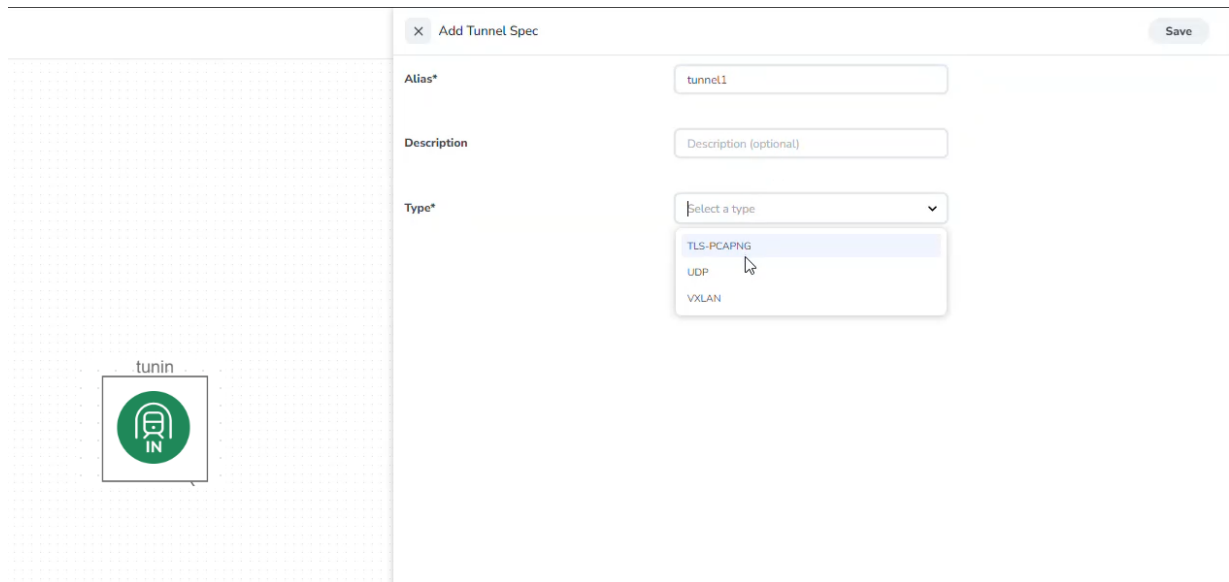 Add Tunnel Spec
Save
Alias*
tunnel1
Description
Description (optional)
Type*
Select a type
TLS-PCAPNG
UDP
VXLAN
tunin
IN